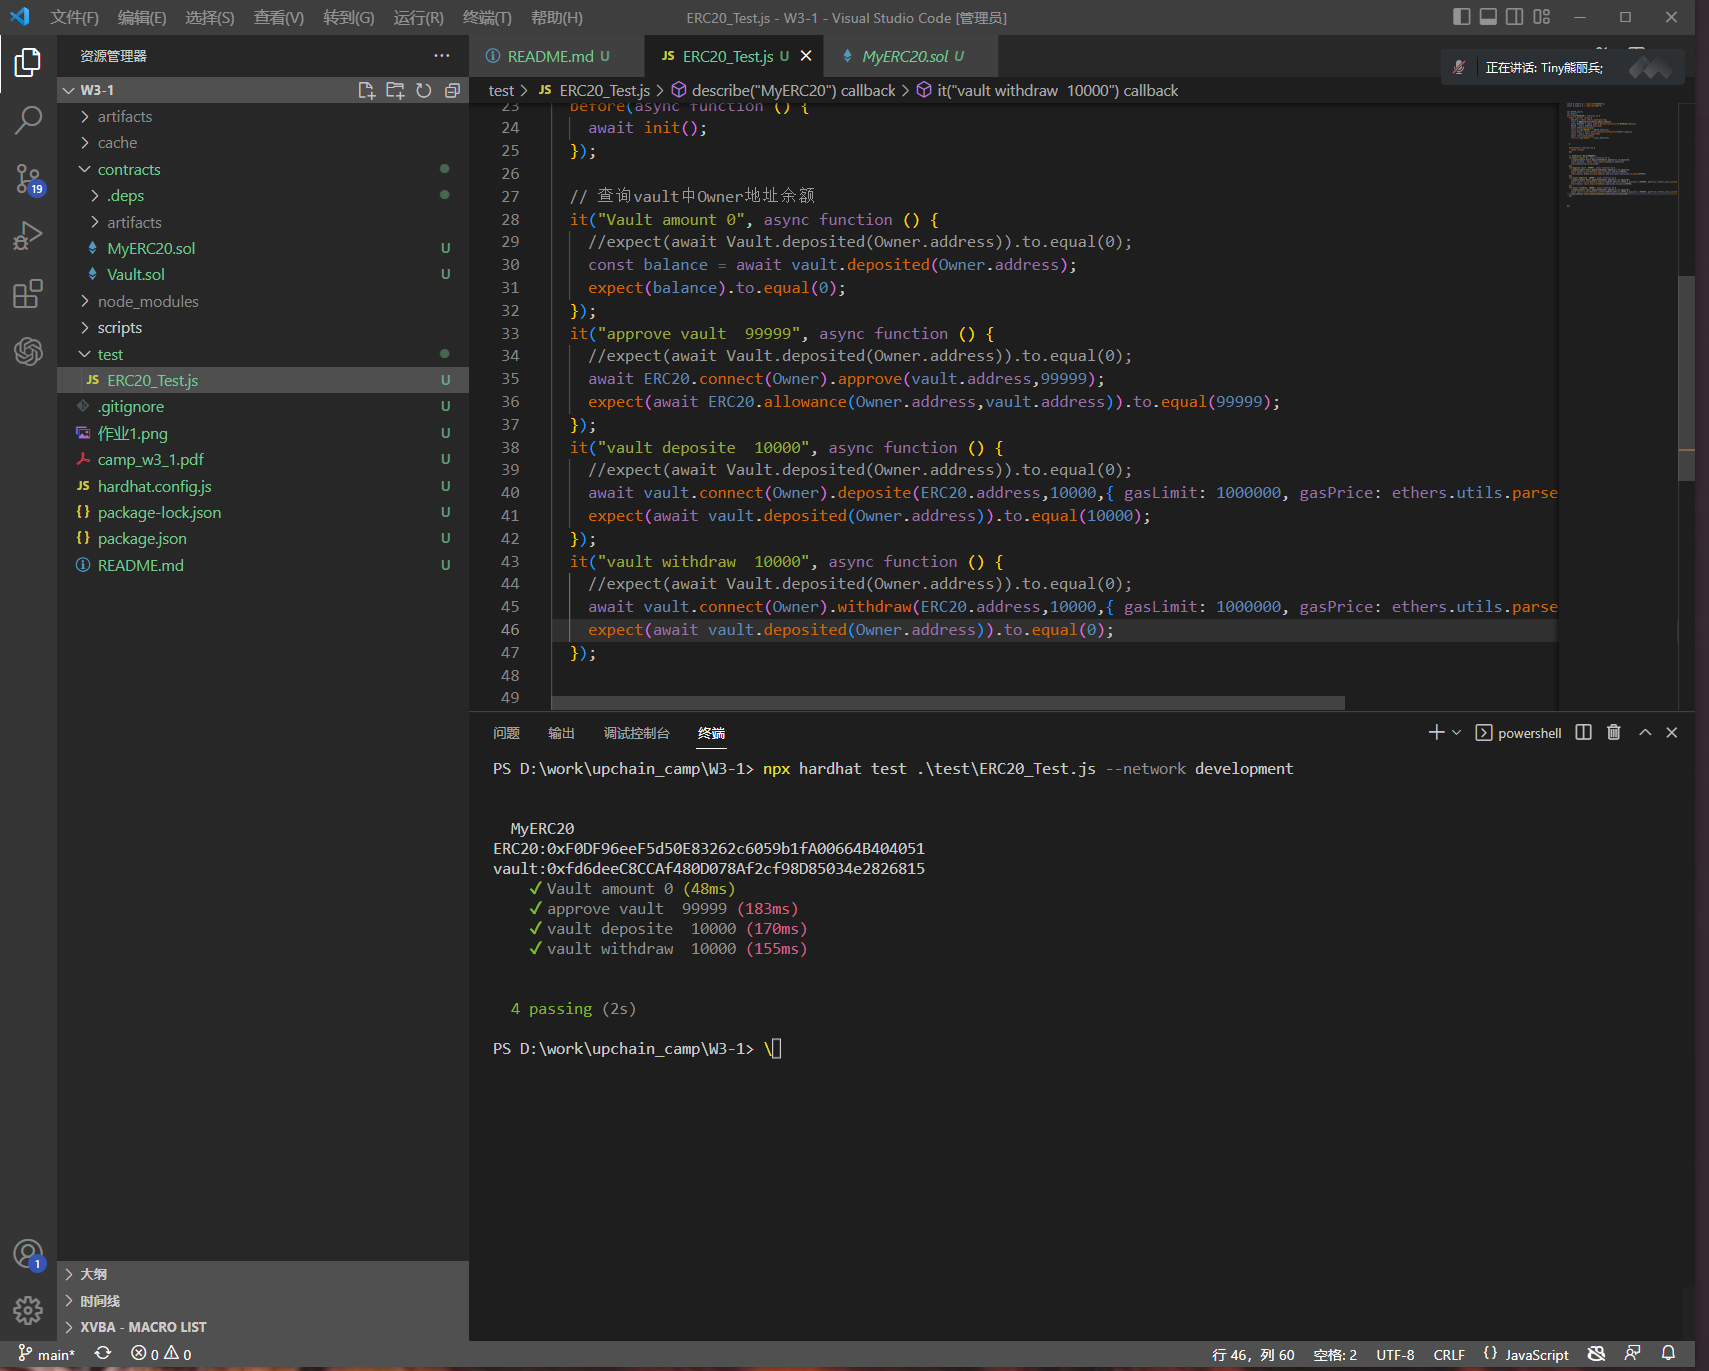 文件(F) 编辑(E) 选择(S) 查看(V) 转到(G) 运行(R) 终端(T) 帮助(H) ERC20_Test.js - W3-1 - Visual Studio Code [管理员]
资源管理器
README.md U
JS ERC20_Test.js U
MyERC20.sol U
正在讲话: Tiny熊丽兵;
W3-1
test > JS ERC20_Test.js > describe("MyERC20") callback > it("vault withdraw  10000") callback
artifacts
cache
contracts
.deps
artifacts
MyERC20.sol U
Vault.sol U
node_modules
scripts
test
JS ERC20_Test.js U
.gitignore U
作业1.png U
camp_w3_1.pdf U
JS hardhat.config.js U
{} package-lock.json U
{} package.json U
README.md U
19
1
大纲
时间线
XVBA - MACRO LIST
23 before(async function () {
24 await init();
25 });
26
27 // 查询vault中Owner地址余额
28 it("Vault amount 0", async function () {
29 //expect(await Vault.deposited(Owner.address)).to.equal(0);
30 const balance = await vault.deposited(Owner.address);
31 expect(balance).to.equal(0);
32 });
33 it("approve vault  99999", async function () {
34 //expect(await Vault.deposited(Owner.address)).to.equal(0);
35 await ERC20.connect(Owner).approve(vault.address,99999);
36 expect(await ERC20.allowance(Owner.address,vault.address)).to.equal(99999);
37 });
38 it("vault deposite  10000", async function () {
39 //expect(await Vault.deposited(Owner.address)).to.equal(0);
40 await vault.connect(Owner).deposite(ERC20.address,10000,{ gasLimit: 1000000, gasPrice: ethers.utils.parse
41 expect(await vault.deposited(Owner.address)).to.equal(10000);
42 });
43 it("vault withdraw  10000", async function () {
44 //expect(await Vault.deposited(Owner.address)).to.equal(0);
45 await vault.connect(Owner).withdraw(ERC20.address,10000,{ gasLimit: 1000000, gasPrice: ethers.utils.parse
46 expect(await vault.deposited(Owner.address)).to.equal(0);
47 });
48
49
问题 输出 调试控制台 终端 powershell
PS D:\work\upchain_camp\W3-1> npx hardhat test .\test\ERC20_Test.js --network development
MyERC20
ERC20:0xF0DF96eeF5d50E83262c6059b1fA00664B404051
vault:0xfd6deeC8CCAf480D078Af2cf98D85034e2826815
✓ Vault amount 0 (48ms)
✓ approve vault  99999 (183ms)
✓ vault deposite  10000 (170ms)
✓ vault withdraw  10000 (155ms)
4 passing (2s)
PS D:\work\upchain_camp\W3-1> \
main* 0 0 行 46, 列 60 空格: 2 UTF-8 CRLF {} JavaScript